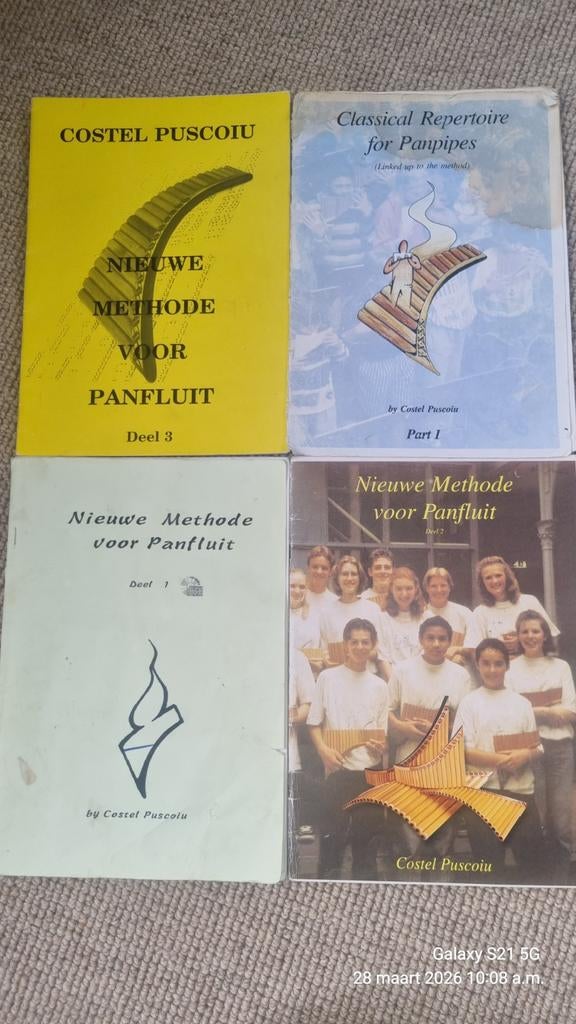 COSTEL PUSCOIU
NIEUWE
METHODE
VOOR
PANFLUIT
Deel 3
Classical Repertoire
for Panpipes
(Linked up to the method)
by Costel Puscoiu
Part 1
Nieuwe Methode
voor Panfluit
Deel 1
by Costel Puscoiu
Nieuwe Methode
voor Panfluit
Deel 2
Costel Puscoiu
Galaxy S21 5G
28 maart 2026 10:08 a.m.